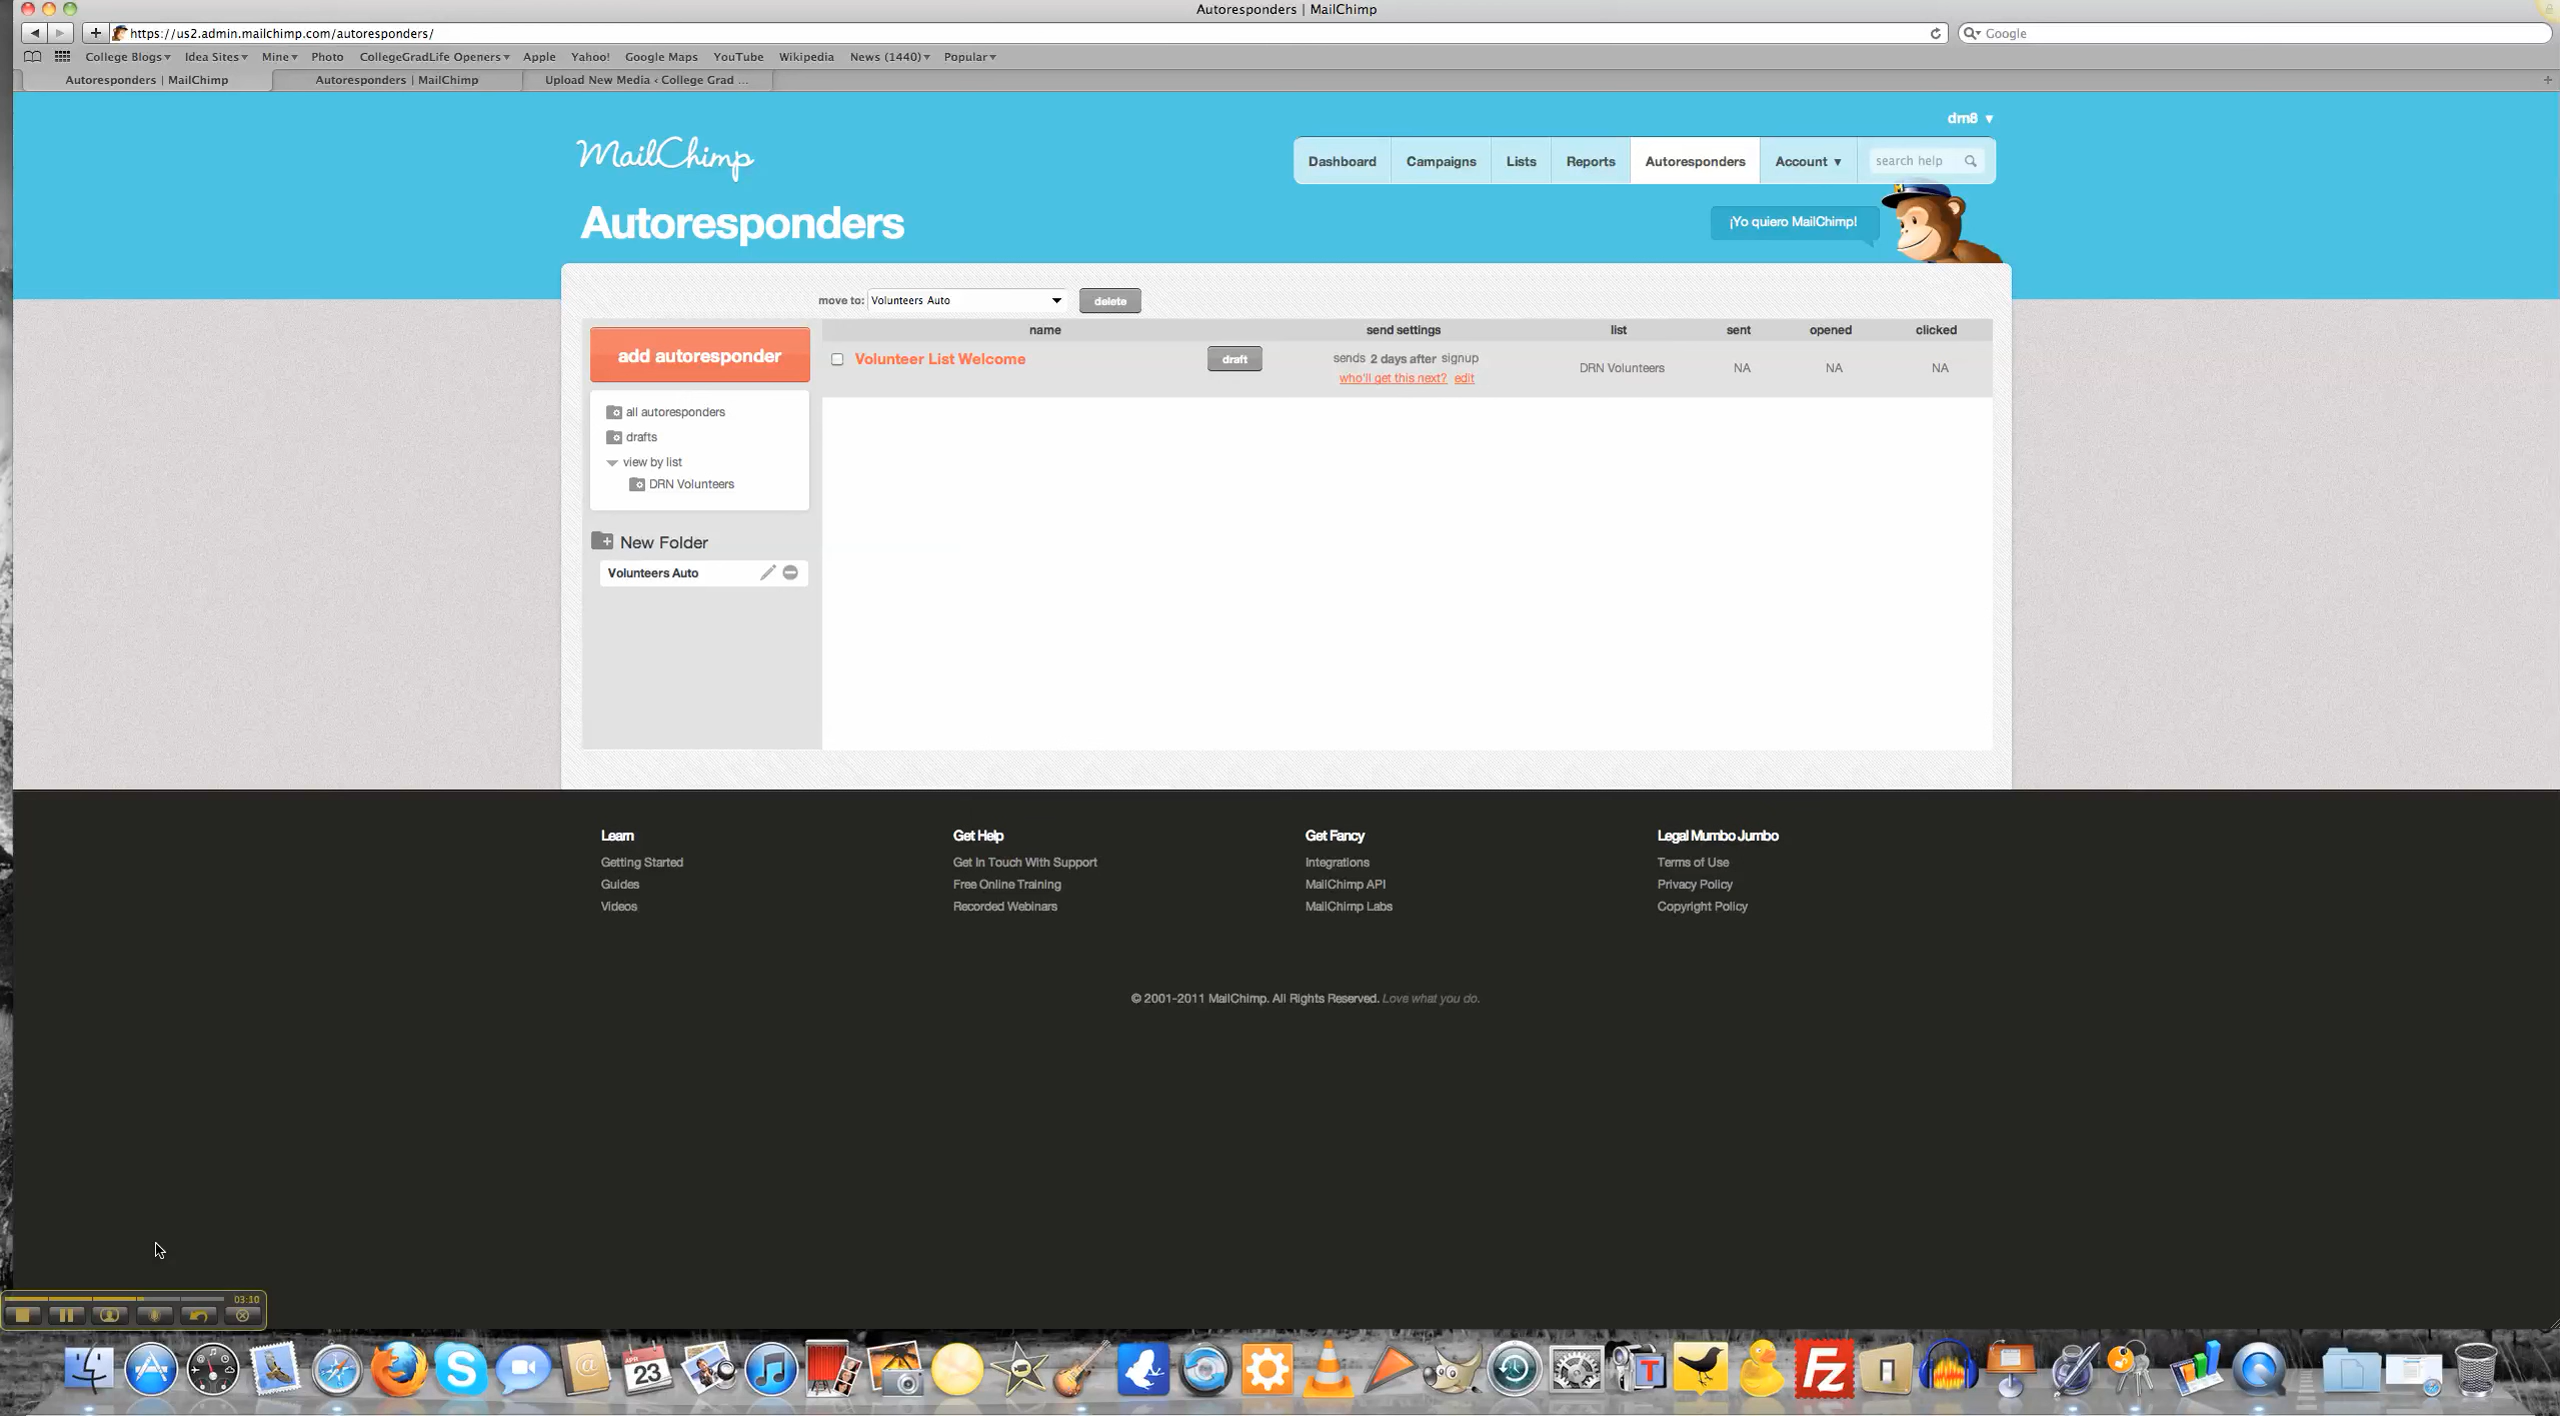 Autoresponders | MailChimp
https://us2.admin.mailchimp.com/autoresponders/
Google
College Blogs Idea Sites Mine Photo CollegeGradLife Openers Apple Yahoo! Google Maps YouTube Wikipedia News (1440) Popular
Autoresponders | MailChimp Autoresponders | MailChimp Upload New Media ‹ College Grad ...
dm8
MailChimp
Dashboard Campaigns Lists Reports Autoresponders Account search help
Autoresponders
¡Yo quiero MailChimp!
move to: Volunteers Auto delete
name send settings list sent opened clicked
add autoresponder
Volunteer List Welcome draft sends 2 days after signup DRN Volunteers NA NA NA
who'll get this next? edit
all autoresponders
drafts
view by list
DRN Volunteers
New Folder
Volunteers Auto
Learn
Getting Started
Guides
Videos
Get Help
Get In Touch With Support
Free Online Training
Recorded Webinars
Get Fancy
Integrations
MailChimp API
MailChimp Labs
Legal Mumbo Jumbo
Terms of Use
Privacy Policy
Copyright Policy
© 2001-2011 MailChimp. All Rights Reserved. Love what you do.
03:10
APR
23
T
Fz